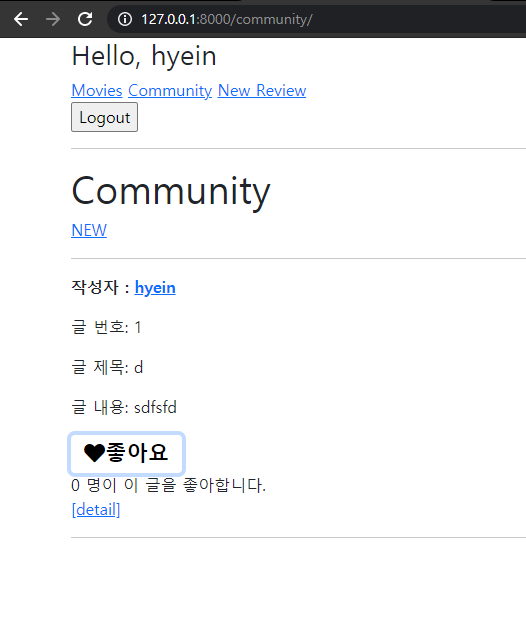 127.0.0.1:8000/community/
Hello, hyein
Movies Community New Review
Logout
Community
NEW
작성자 : hyein
글 번호: 1
글 제목: d
글 내용: sdfsfd
좋아요
0 명이 이 글을 좋아합니다.
[detail]